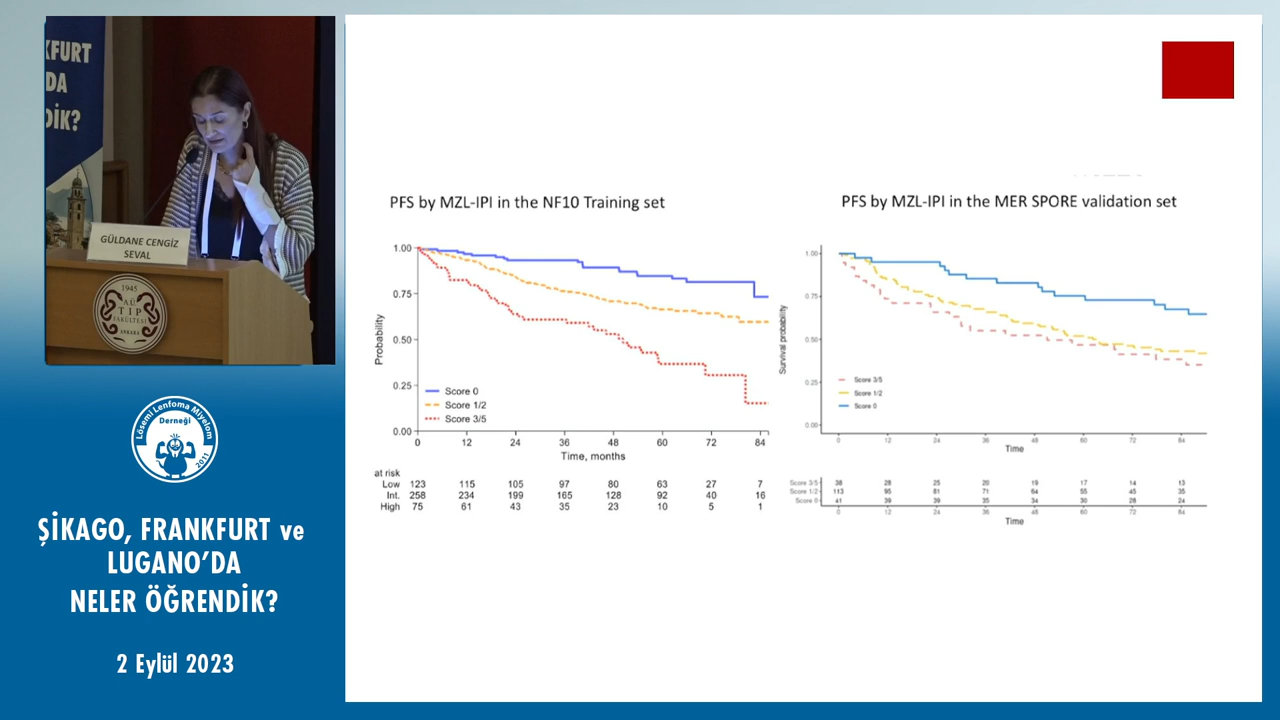 KFURT
DA
DİK?
GÜLDANE CENGİZ
SEVAL
1945
AÜ
TIP
FAKÜLTESİ
ANKARA
Lösemi Lenfoma Miyelom
Derneği
2011
ŞİKAGO, FRANKFURT ve
LUGANO’DA
NELER ÖĞRENDİK?
2 Eylül 2023
PFS by MZL-IPI in the NF10 Training set
1.00
0.75
0.50
0.25
0.00
Probability
Score 0
Score 1/2
Score 3/5
0 12 24 36 48 60 72 84
Time, months
at risk
Low 123 115 105 97 80 63 27 7
Int. 258 234 199 165 128 92 40 16
High 75 61 43 35 23 10 5 1
PFS by MZL-IPI in the MER SPORE validation set
1.00
0.75
0.50
0.25
0.00
Survival probability
Score 3/5
Score 1/2
Score 0
0 12 24 36 48 60 72 84
Time
Score 3/5 38 28 25 20 19 17 14 13
Score 1/2 113 95 81 71 64 55 45 35
Score 0 41 39 39 35 34 30 28 24
0 12 24 36 48 60 72 84
Time